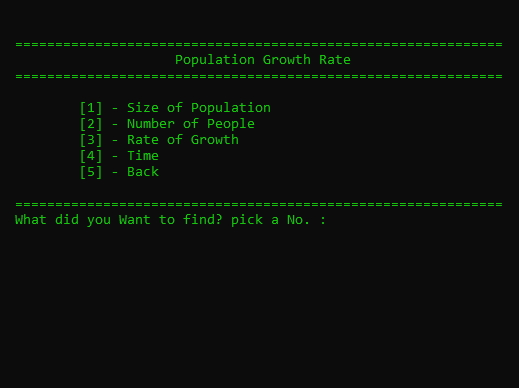 =============================================================
Population Growth Rate
=============================================================
[1] - Size of Population
[2] - Number of People
[3] - Rate of Growth
[4] - Time
[5] - Back
=============================================================
What did you Want to find? pick a No. :